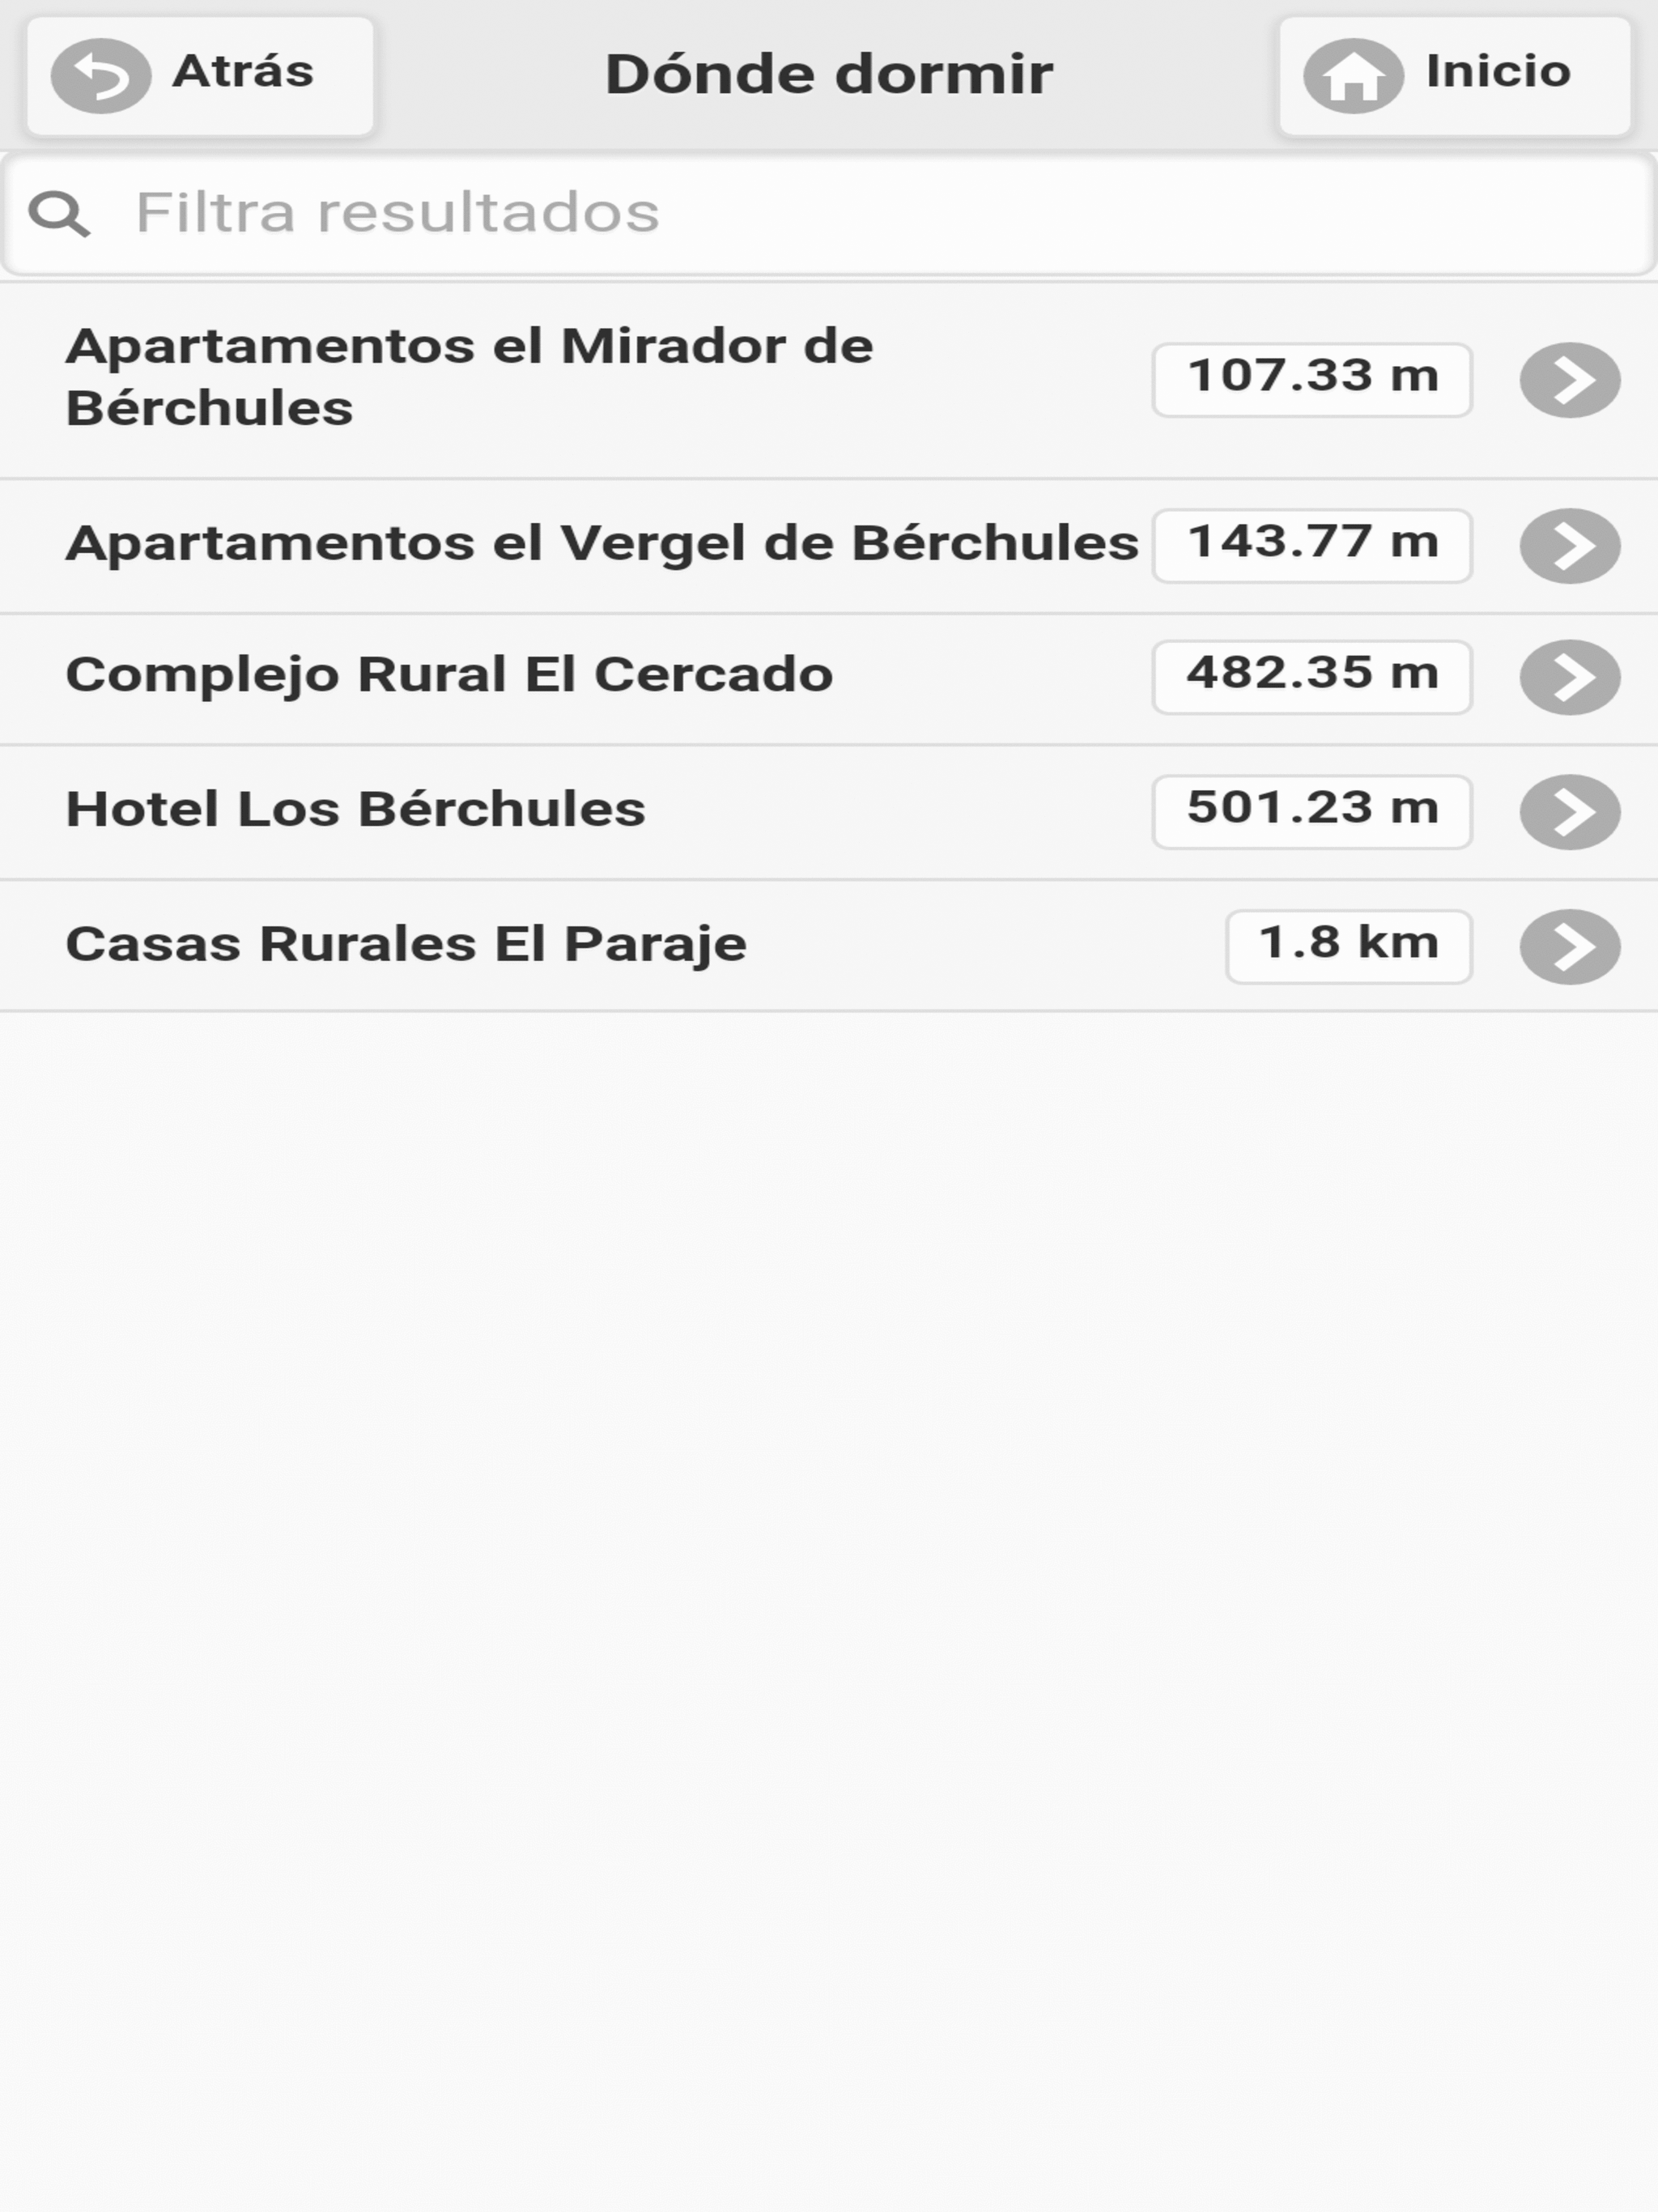 Atrás
Dónde dormir
Inicio
Filtra resultados
Apartamentos el Mirador de
Bérchules
107.33 m
Apartamentos el Vergel de Bérchules
143.77 m
Complejo Rural El Cercado
482.35 m
Hotel Los Bérchules
501.23 m
Casas Rurales El Paraje
1.8 km